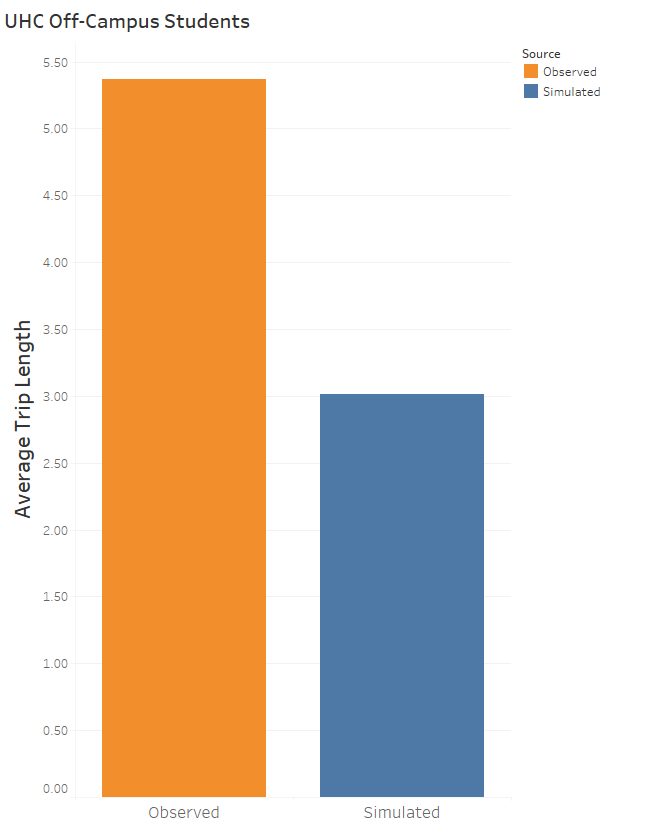 UHC Off-Campus Students
Source
Observed
Simulated
Average Trip Length
5.50
5.00
4.50
4.00
3.50
3.00
2.50
2.00
1.50
1.00
0.50
0.00
Observed
Simulated